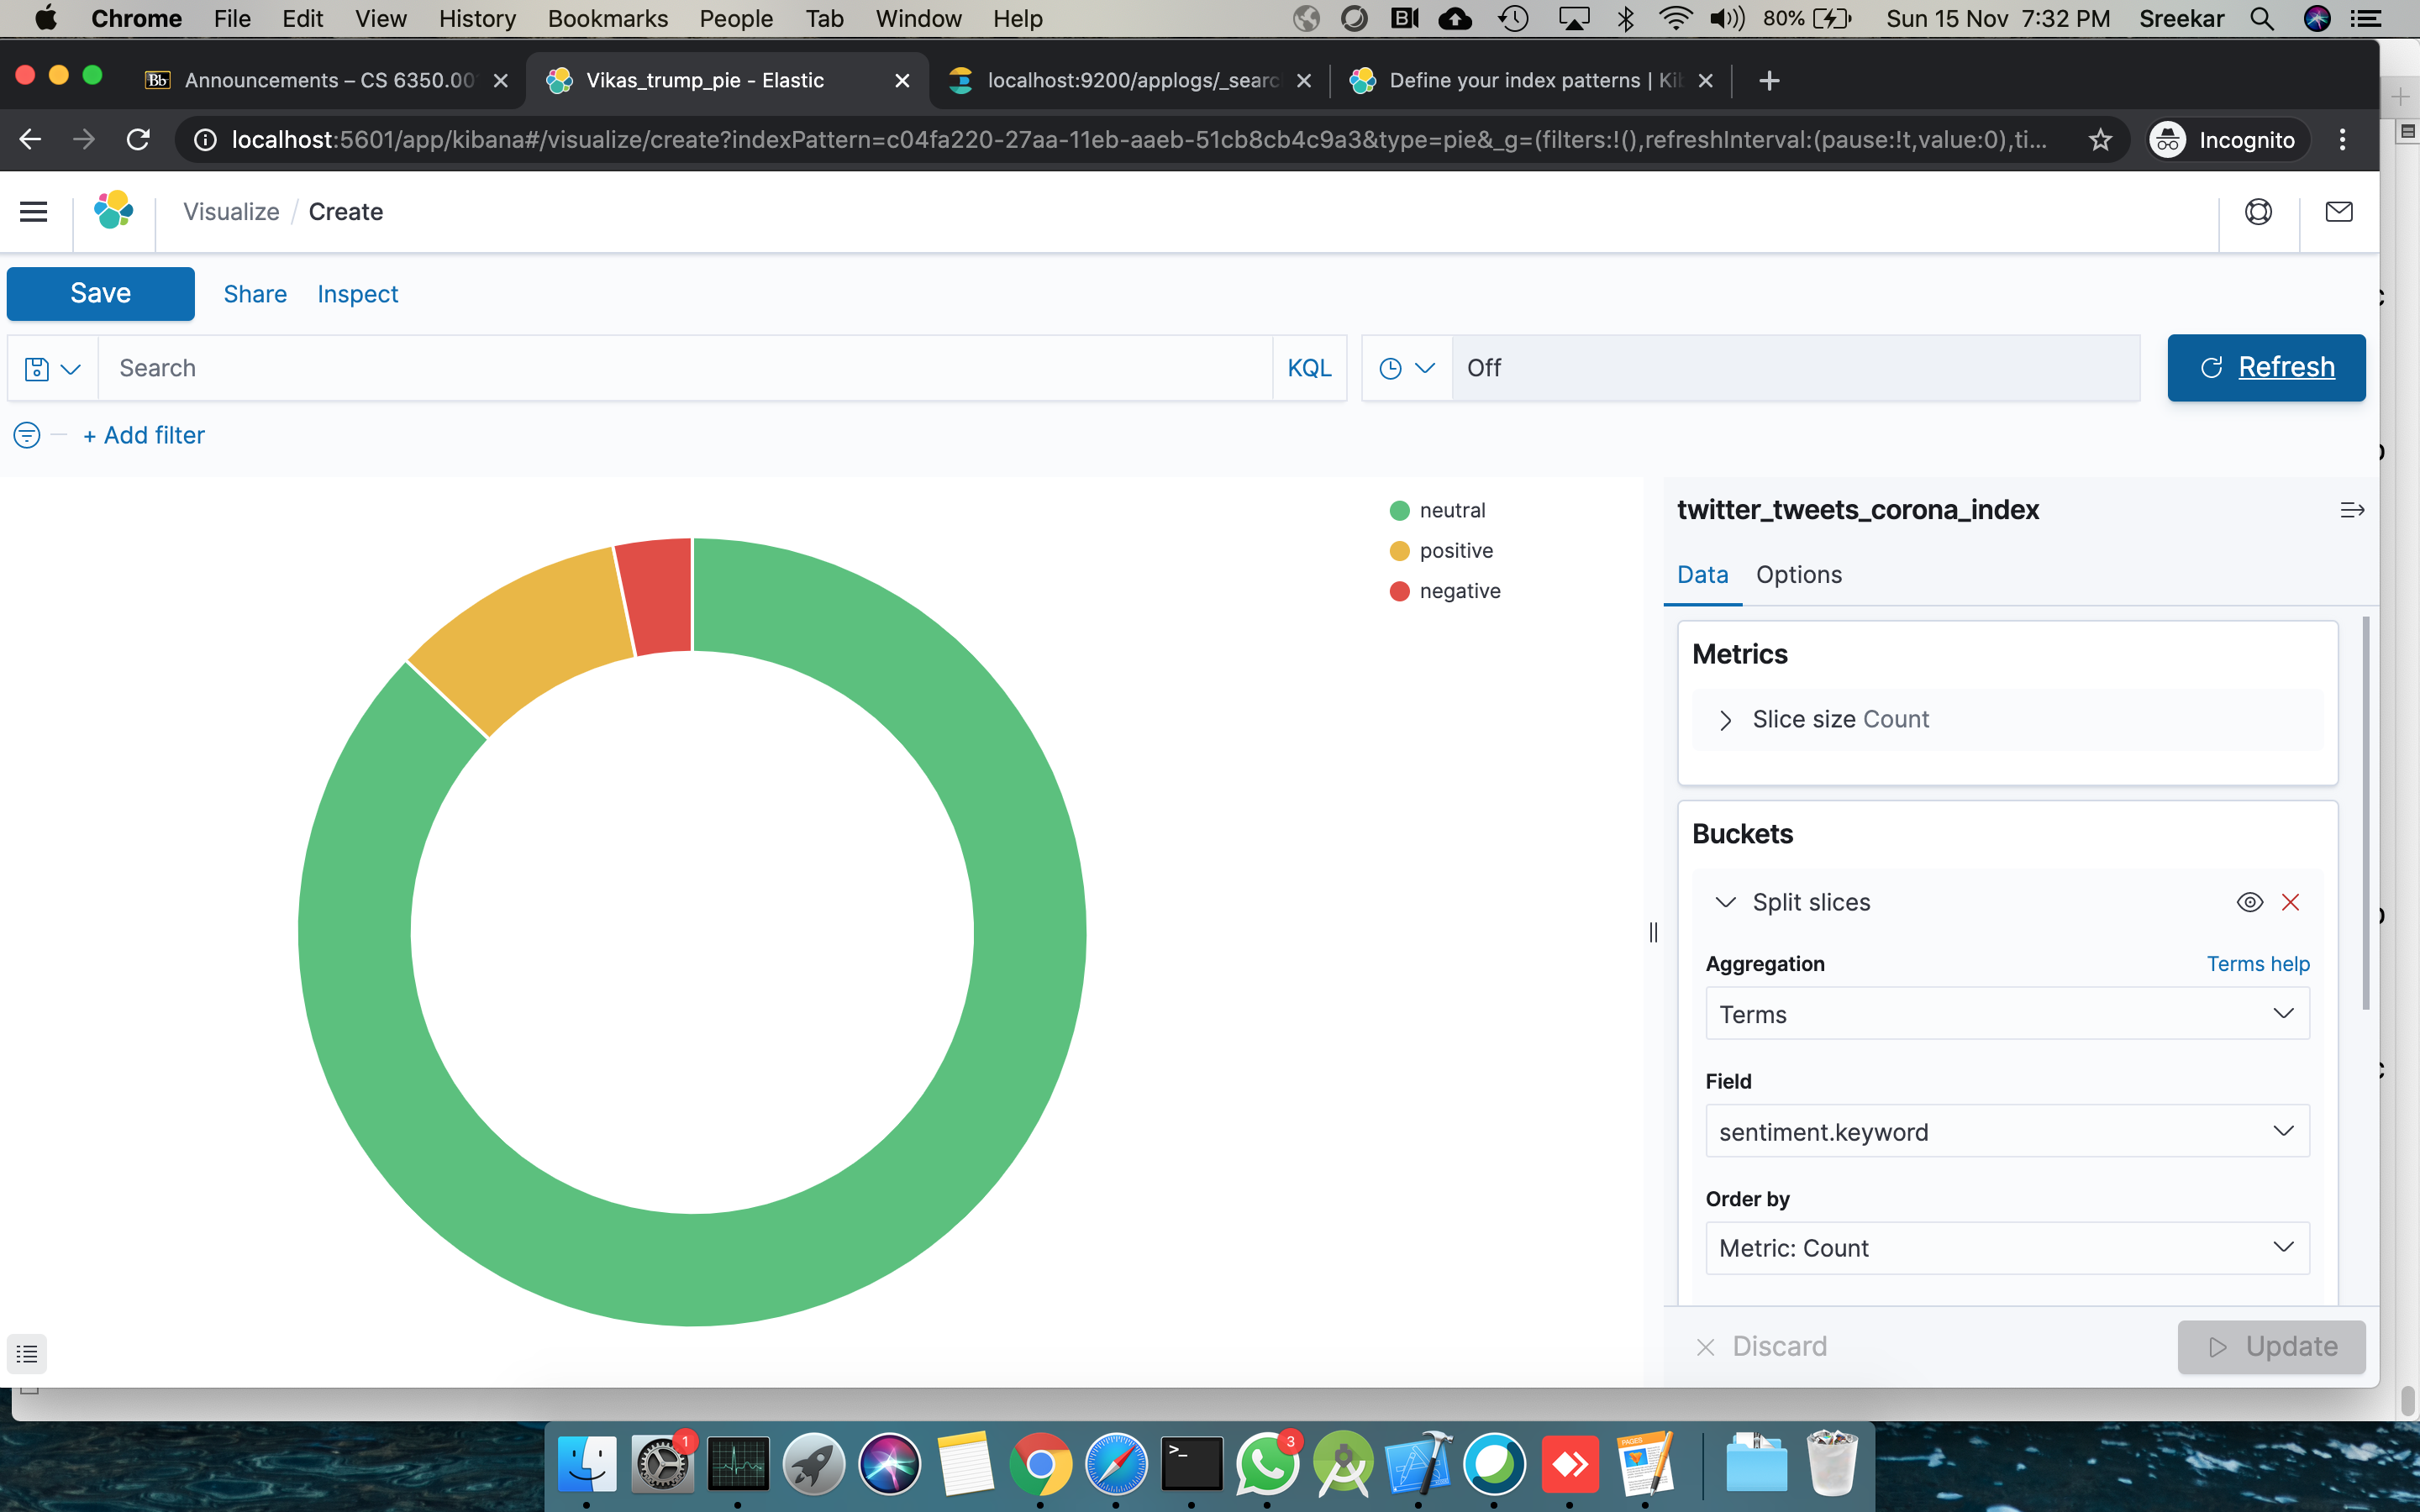 Chrome File Edit View History Bookmarks People Tab Window Help 80% Sun 15 Nov 7:32 PM Sreekar
Bb Announcements – CS 6350.00 Vikas_trump_pie - Elastic localhost:9200/applogs/_searc Define your index patterns | Kib
localhost:5601/app/kibana#/visualize/create?indexPattern=c04fa220-27aa-11eb-aaeb-51cb8cb4c9a3&type=pie&_g=(filters:!(),refreshInterval:(pause:!t,value:0),ti... Incognito
Visualize / Create
Save Share Inspect
Search KQL Off Refresh
+ Add filter
neutral
positive
negative
twitter_tweets_corona_index
Data Options
Metrics
Slice size Count
Buckets
Split slices
Aggregation Terms help
Terms
Field
sentiment.keyword
Order by
Metric: Count
Discard Update
1
3
PAGES